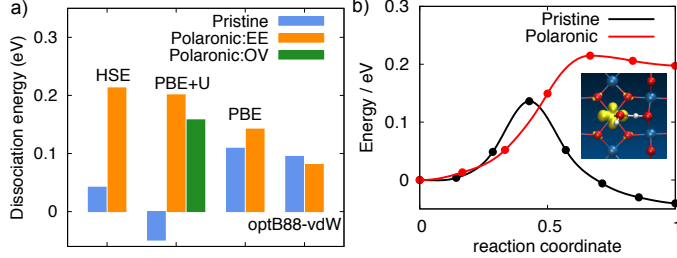 a)
Dissociation energy (eV)
0.3
0.2
0.1
0
Pristine
Polaronic:EE
Polaronic:OV
HSE
PBE+U
PBE
optB88-vdW
b)
Energy / eV
0.3
0.2
0.1
0
Pristine
Polaronic
0
0.5
1
reaction coordinate